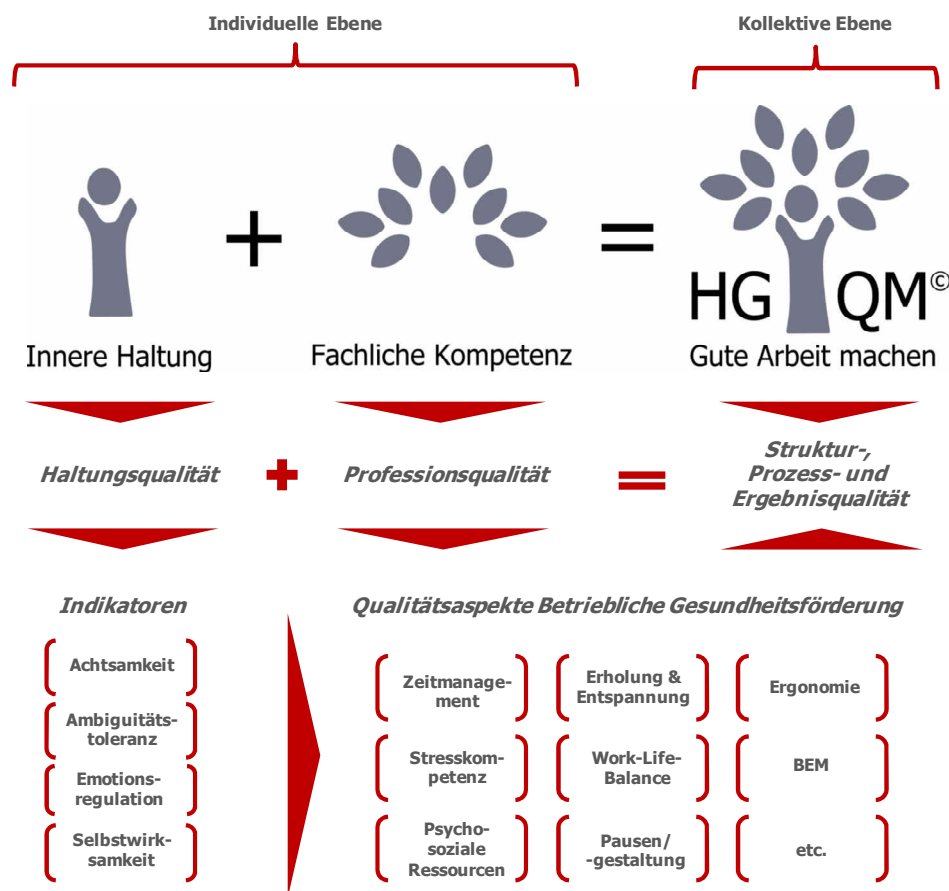 Individuelle Ebene
Kollektive Ebene
+
=
HG QM©
Innere Haltung
Fachliche Kompetenz
Gute Arbeit machen
Haltungsqualität
+
Professionsqualität
=
Struktur-,
Prozess- und
Ergebnisqualität
Indikatoren
Achtsamkeit
Ambiguitäts-
toleranz
Emotions-
regulation
Selbstwirk-
samkeit
Qualitätsaspekte Betriebliche Gesundheitsförderung
Zeitmanage-
ment
Erholung &
Entspannung
Ergonomie
Stresskom-
petenz
Work-Life-
Balance
BEM
Psycho-
soziale
Ressourcen
Pausen/
-gestaltung
etc.